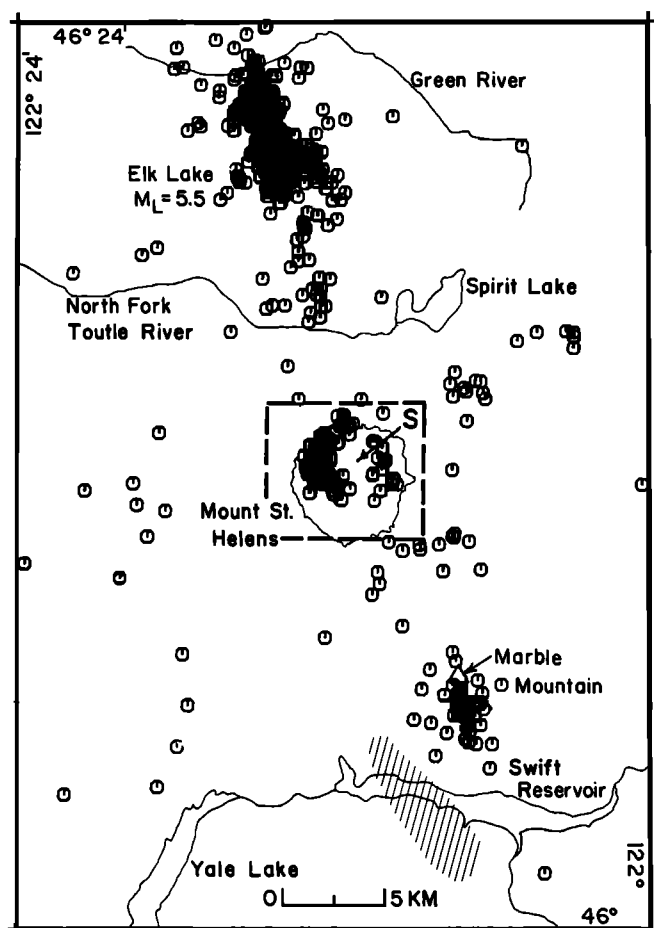 46° 24'
122° 24'
Green River
Elk Lake
M_L = 5.5
Spirit Lake
North Fork
Toutle River
S
Mount St.
Helens
Marble
Mountain
Swift
Reservoir
Yale Lake
122°
0 5 KM
46°